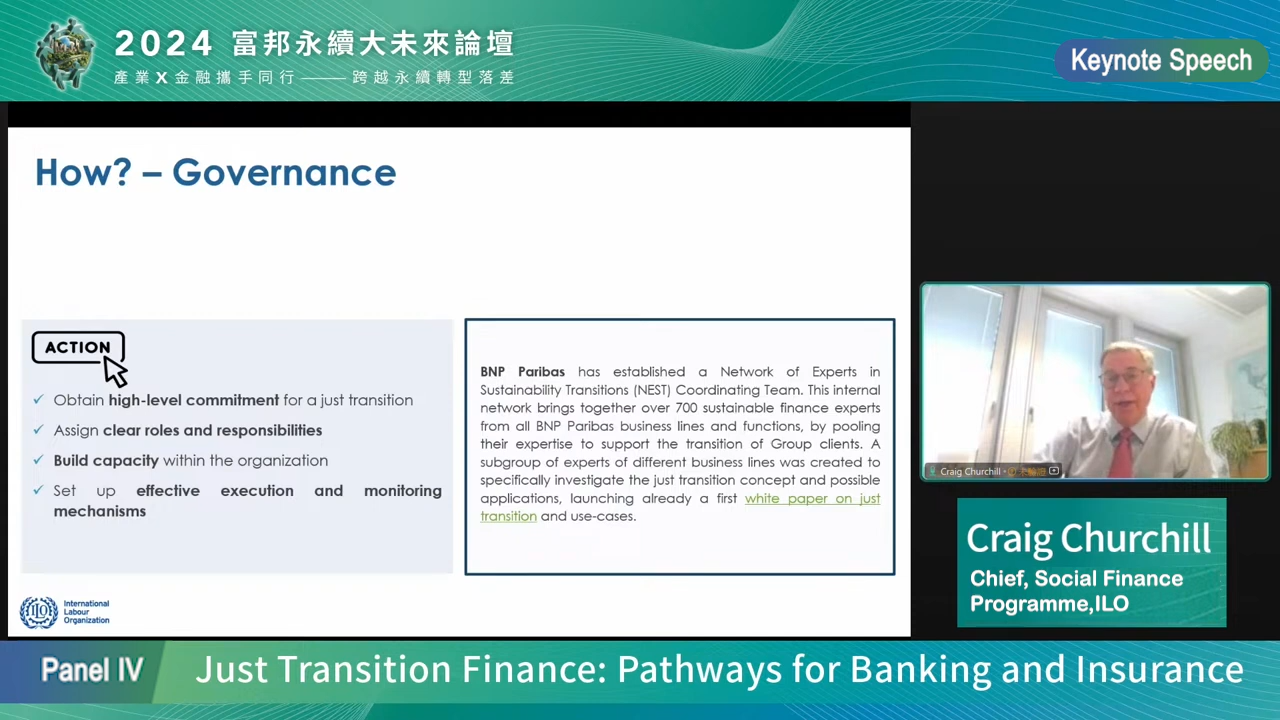 2024 富邦永續大未來論壇
產業X金融攜手同行——跨越永續轉型落差
Keynote Speech
How? – Governance
ACTION
✓ Obtain high-level commitment for a just transition
✓ Assign clear roles and responsibilities
✓ Build capacity within the organization
✓ Set up effective execution and monitoring
mechanisms
BNP Paribas has established a Network of Experts in
Sustainability Transitions (NEST) Coordinating Team. This internal
network brings together over 700 sustainable finance experts
from all BNP Paribas business lines and functions, by pooling
their expertise to support the transition of Group clients. A
subgroup of experts of different business lines was created to
specifically investigate the just transition concept and possible
applications, launching already a first white paper on just
transition and use-cases.
ILO
International
Labour
Organization
Craig Churchill
Craig Churchill
Chief, Social Finance
Programme,ILO
Panel IV
Just Transition Finance: Pathways for Banking and Insurance